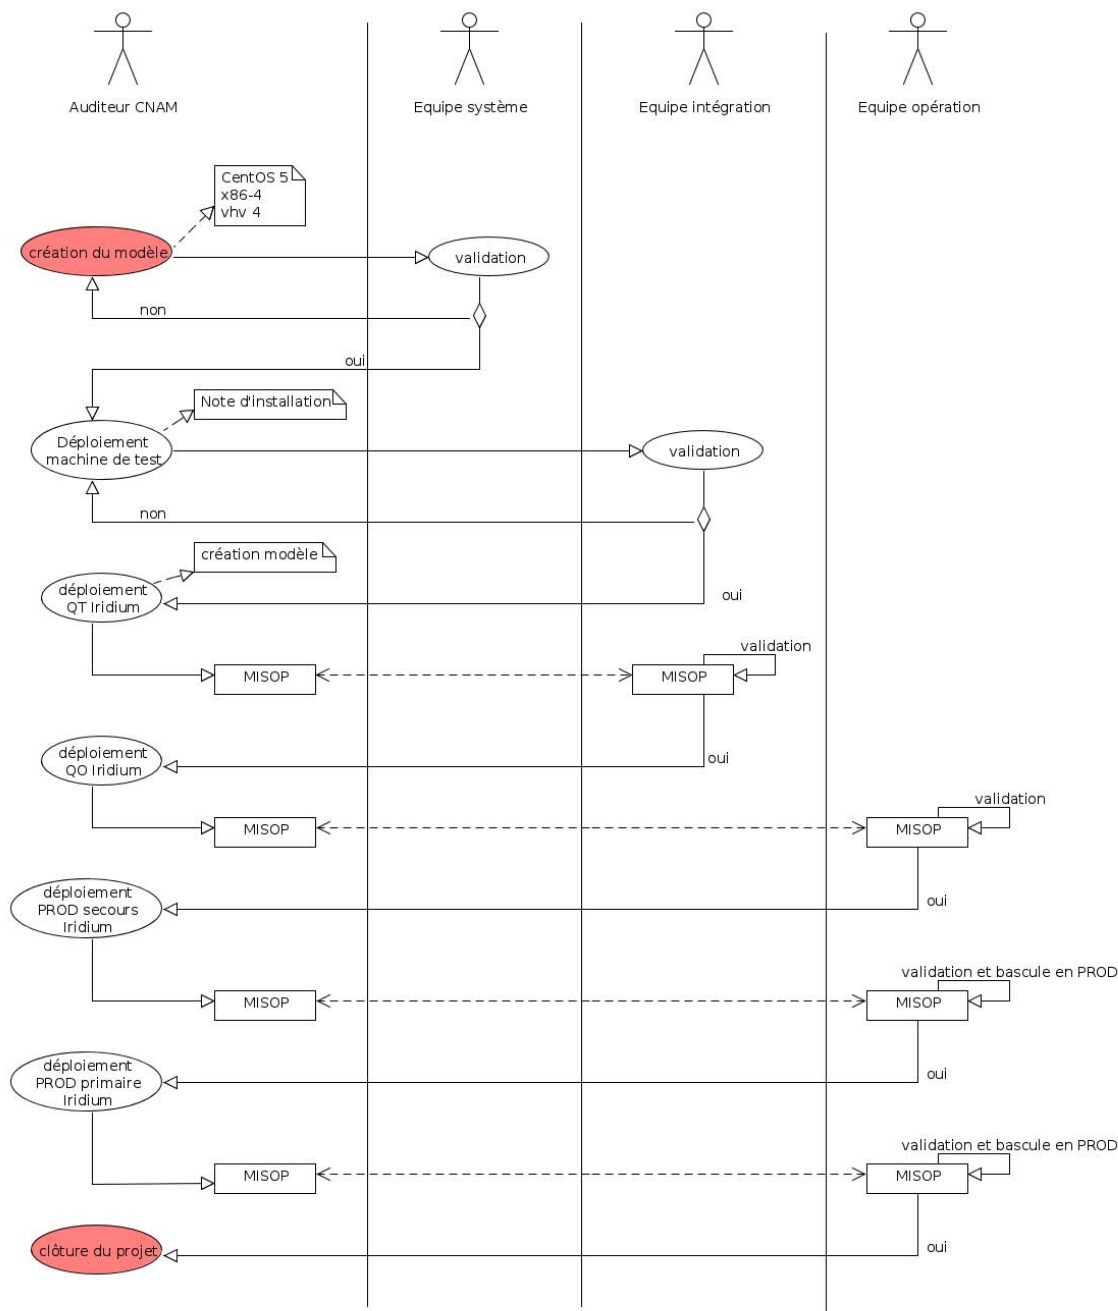 Auditeur CNAM
Equipe système
Equipe intégration
Equipe opération
CentOS 5
x86-4
vhv 4
création du modèle
validation
non
oui
Note d'installation
Déploiement
machine de test
validation
non
création modèle
déploiement
QT Iridium
oui
validation
MISOP
MISOP
déploiement
QO Iridium
oui
validation
MISOP
MISOP
déploiement
PROD secours
Iridium
oui
validation et bascule en PROD
MISOP
MISOP
déploiement
PROD primaire
Iridium
oui
validation et bascule en PROD
MISOP
MISOP
clôture du projet
oui